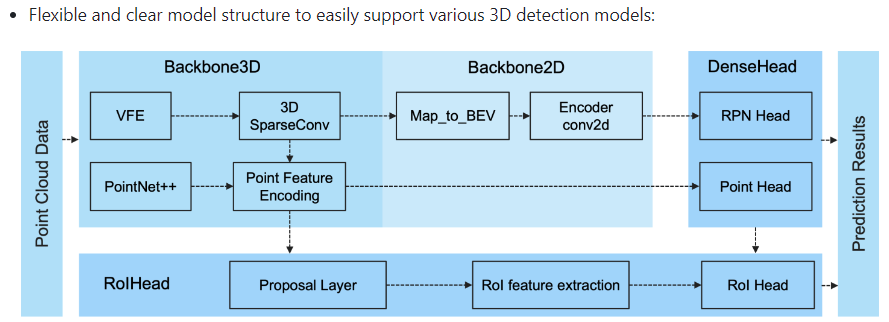 Flexible and clear model structure to easily support various 3D detection models:
Point Cloud Data
Backbone3D
Backbone2D
DenseHead
VFE
3D
SparseConv
Map_to_BEV
Encoder
conv2d
RPN Head
PointNet++
Point Feature
Encoding
Point Head
Prediction Results
RoIHead
Proposal Layer
RoI feature extraction
RoI Head